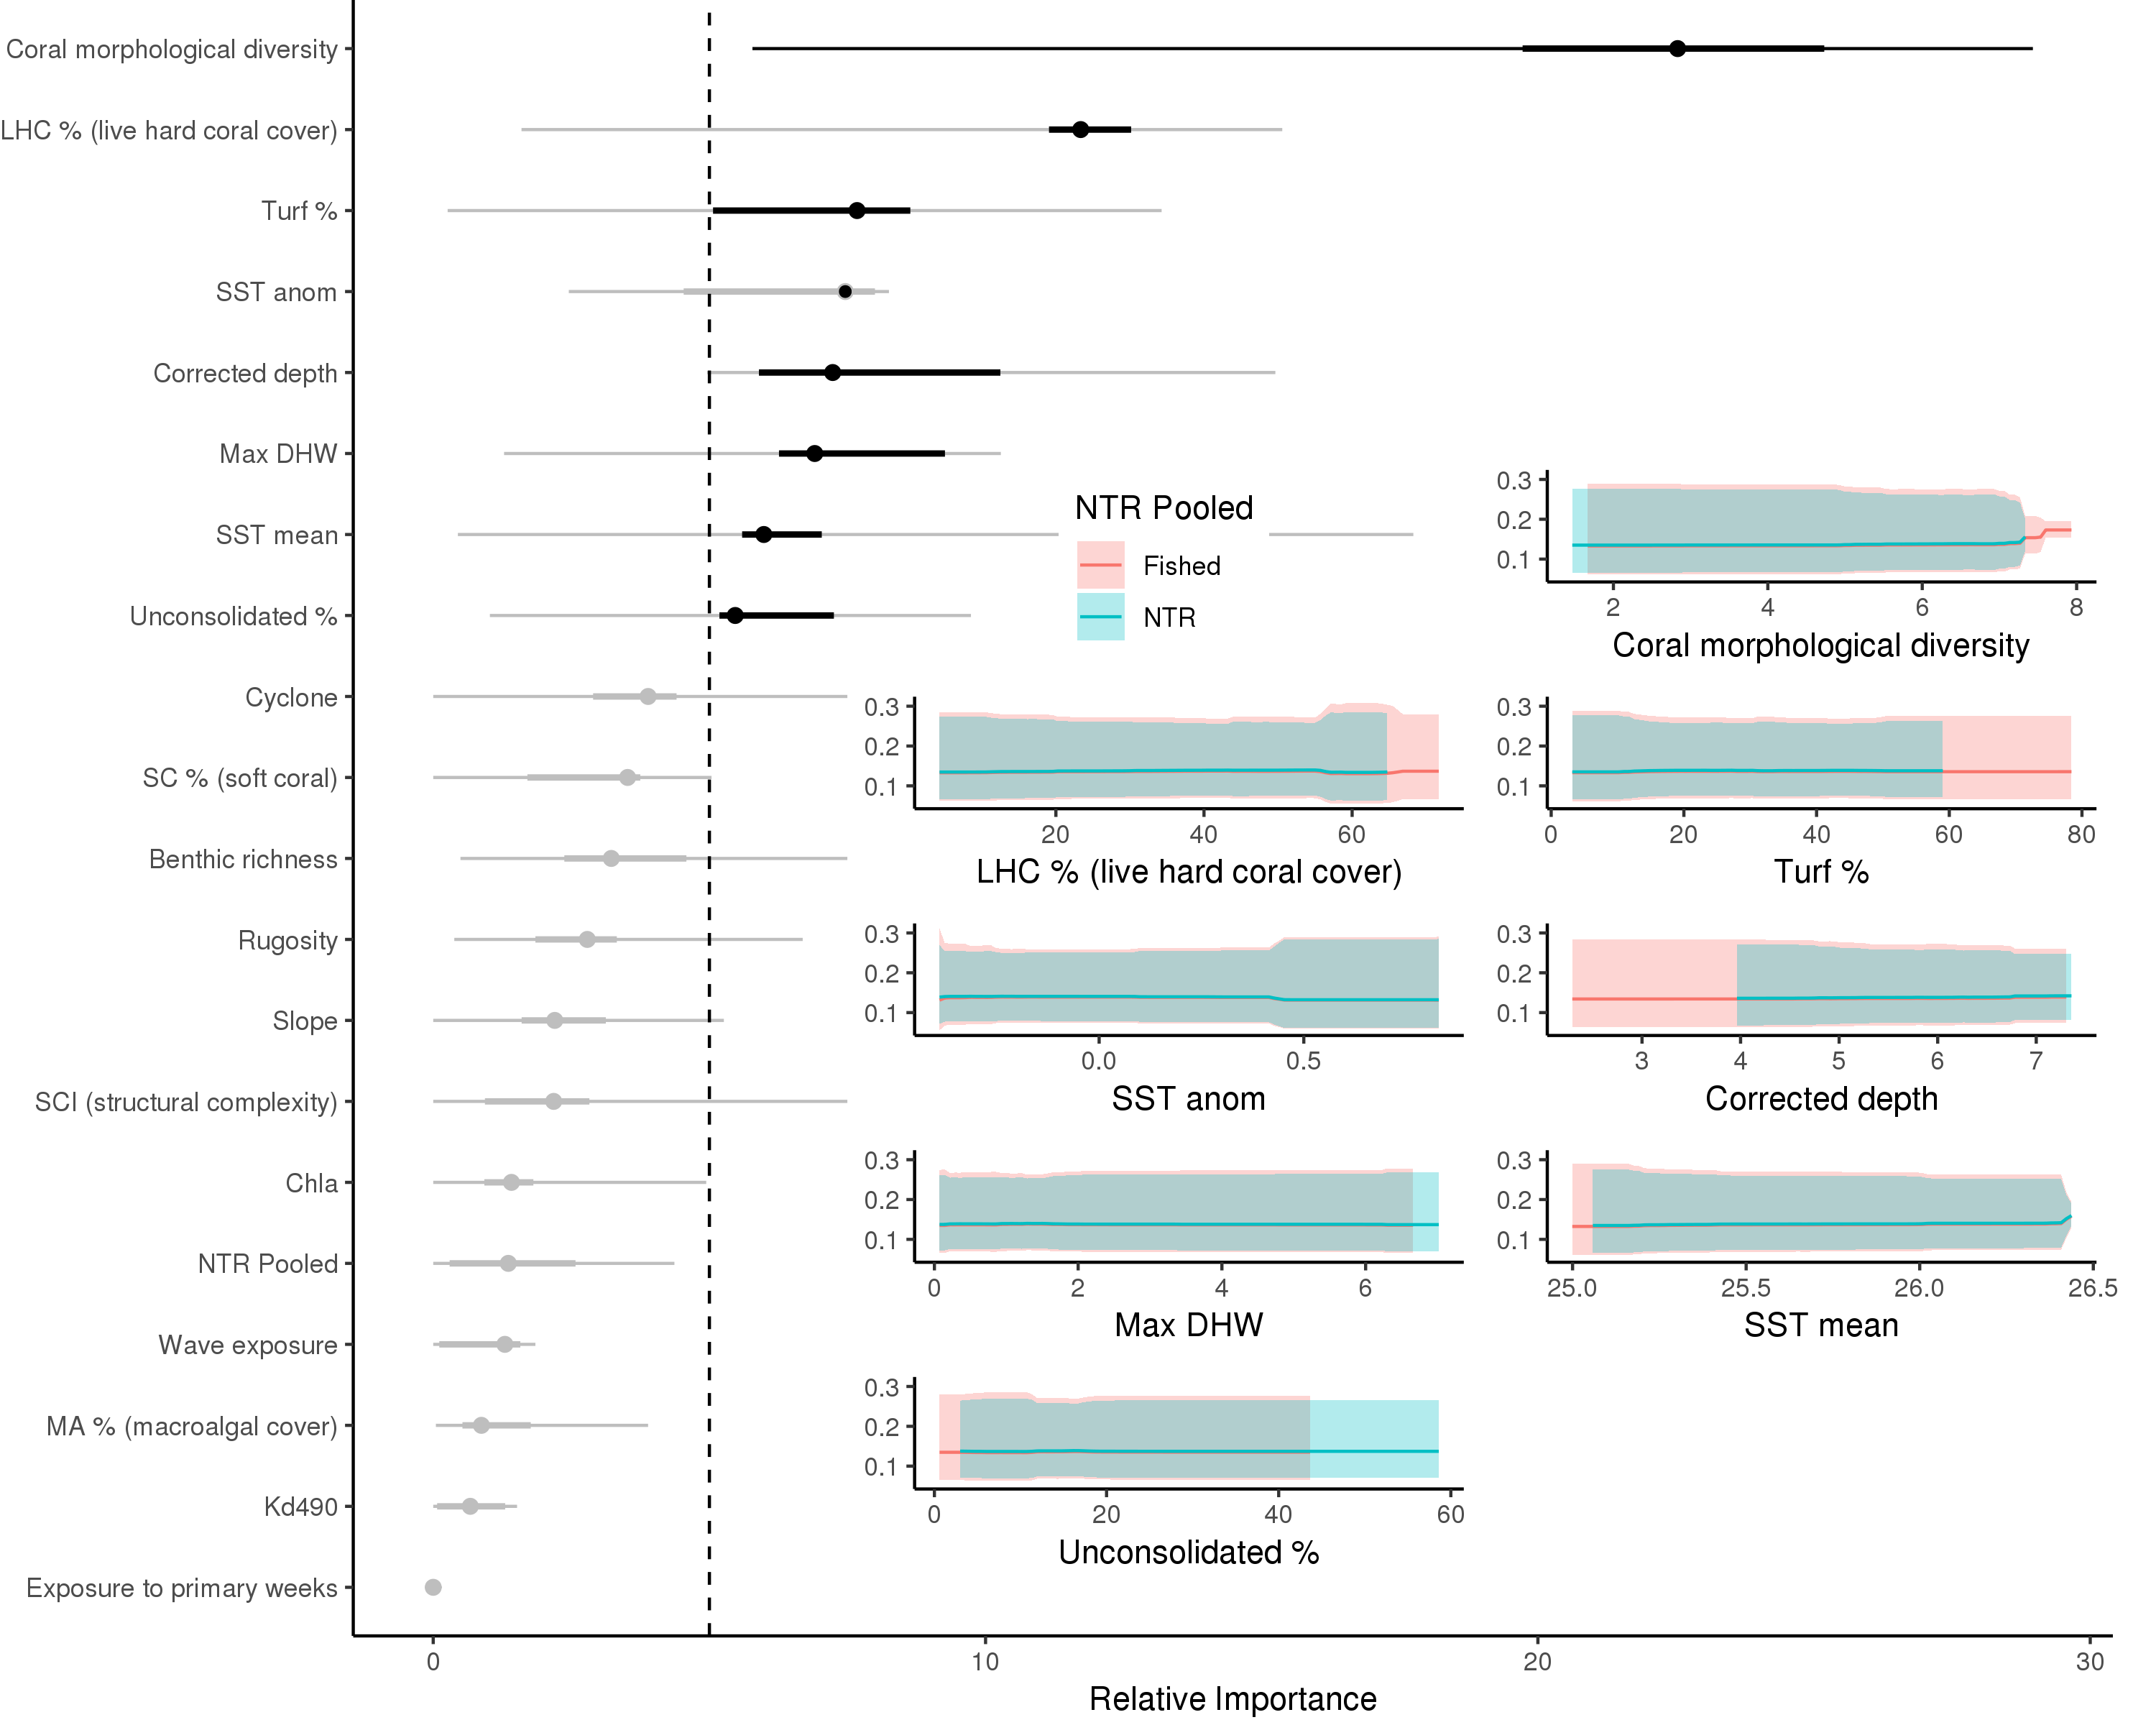 Coral morphological diversity
LHC % (live hard coral cover)
Turf %
SST anom
Corrected depth
Max DHW
SST mean
Unconsolidated %
Cyclone
SC % (soft coral)
Benthic richness
Rugosity
Slope
SCI (structural complexity)
Chla
NTR Pooled
Wave exposure
MA % (macroalgal cover)
Kd490
Exposure to primary weeks
0 10 20 30
Relative Importance
NTR Pooled
Fished
NTR
0.3
0.2
0.1
2 4 6 8
Coral morphological diversity
0.3
0.2
0.1
20 40 60
LHC % (live hard coral cover)
0.3
0.2
0.1
0 20 40 60 80
Turf %
0.3
0.2
0.1
0.0 0.5
SST anom
0.3
0.2
0.1
3 4 5 6 7
Corrected depth
0.3
0.2
0.1
0 2 4 6
Max DHW
0.3
0.2
0.1
25.0 25.5 26.0 26.5
SST mean
0.3
0.2
0.1
0 20 40 60
Unconsolidated %